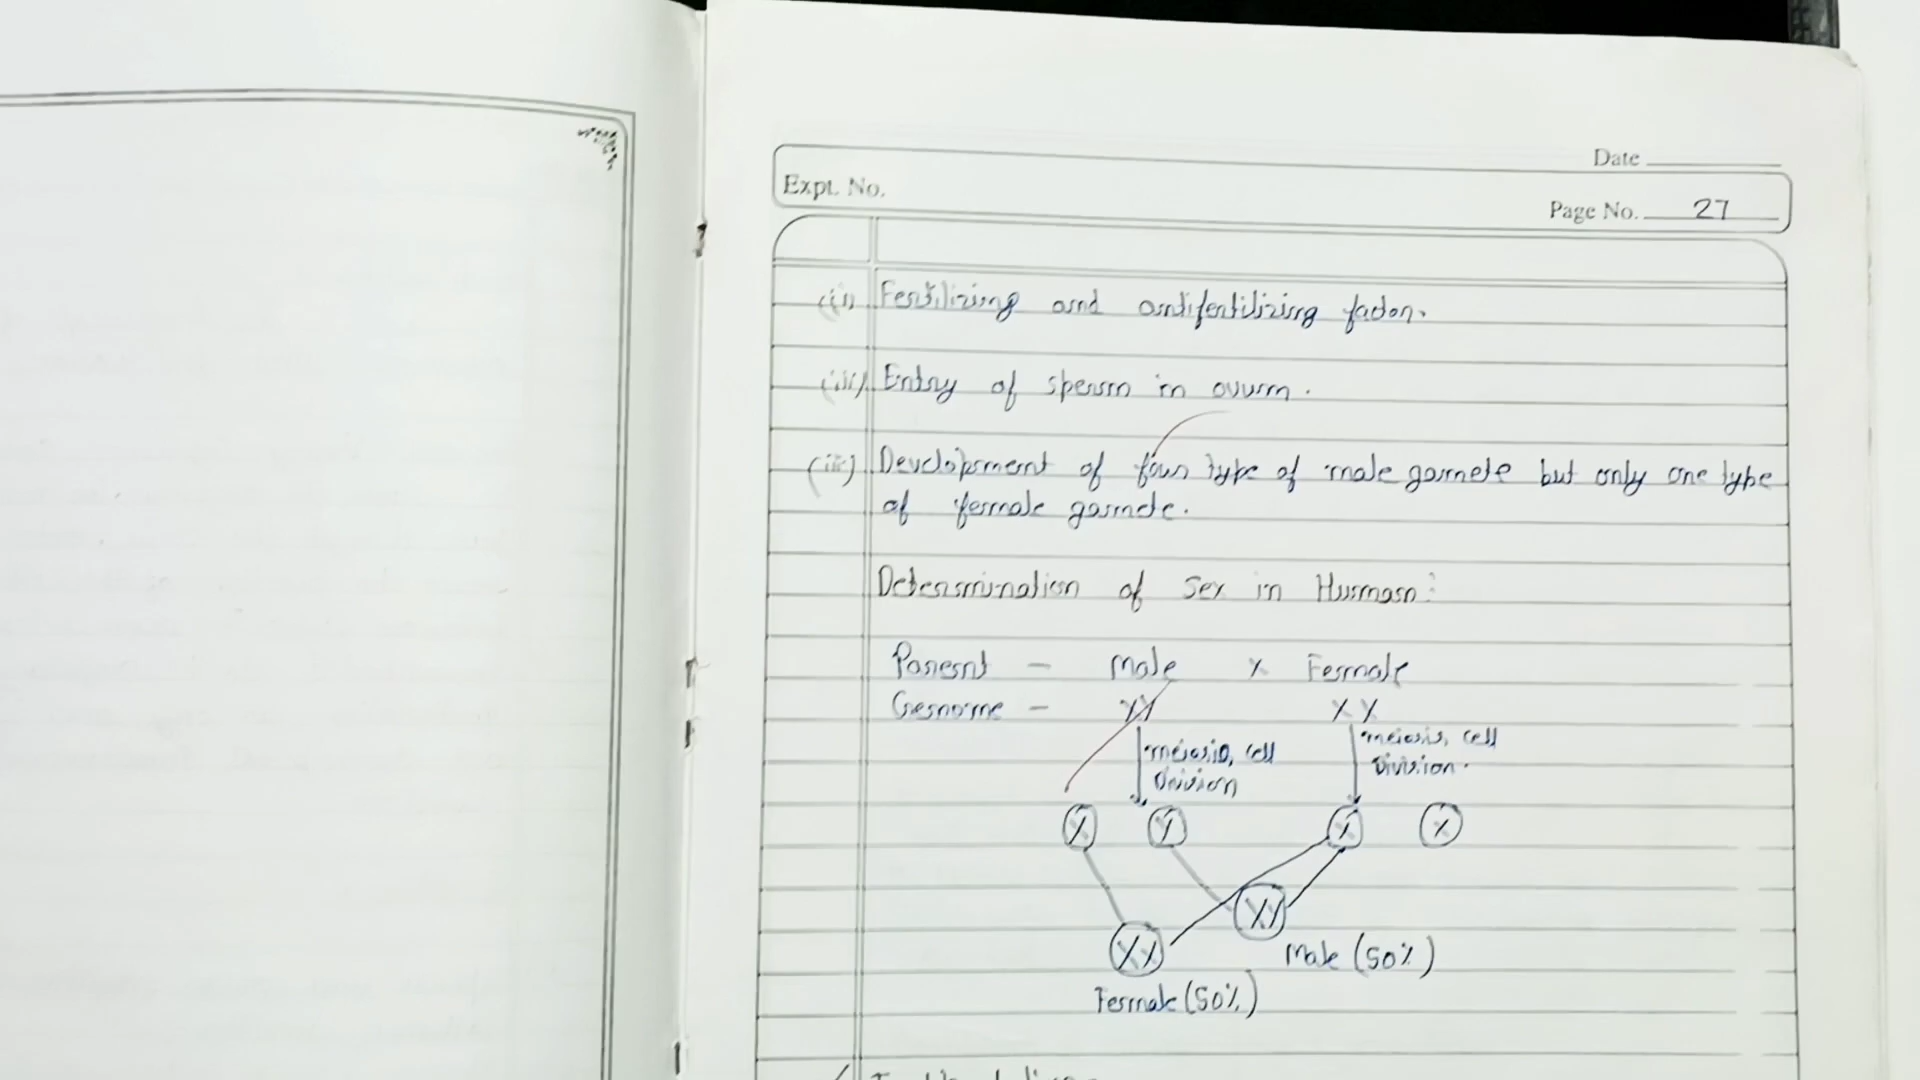 Date
Expt. No.
Page No. 27
(ii) Fertilizing and antifertilizing factor.
(iii) Entry of sperm in ovum.
(iii) Development of four type of male gamete but only one type
of female gamete.
Determination of Sex in Human:
Parent - Male X Female
Genome - XY XX
meiosis, cell
Division
meiosis, cell
Division.
X Y X X
XY
XX
Male (50%)
Female (50%)